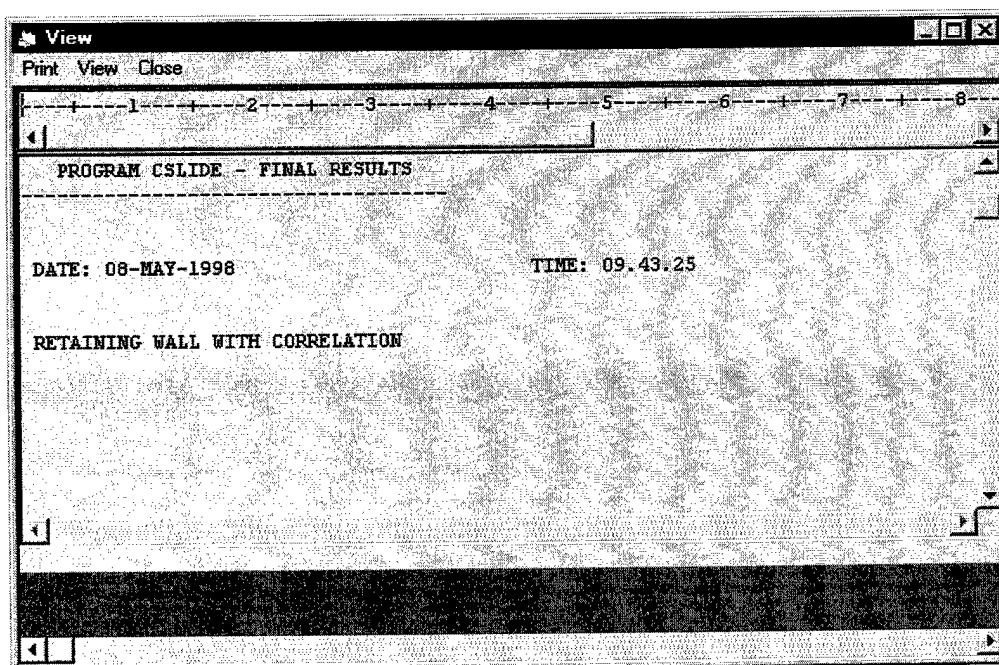 View
Print View Close
|----+----1----+----2----+----3----+----4----+----5----+----6----+----7----+----8--
PROGRAM CSLIDE - FINAL RESULTS
-----------------------------------
DATE: 08-MAY-1998 TIME: 09.43.25
RETAINING WALL WITH CORRELATION